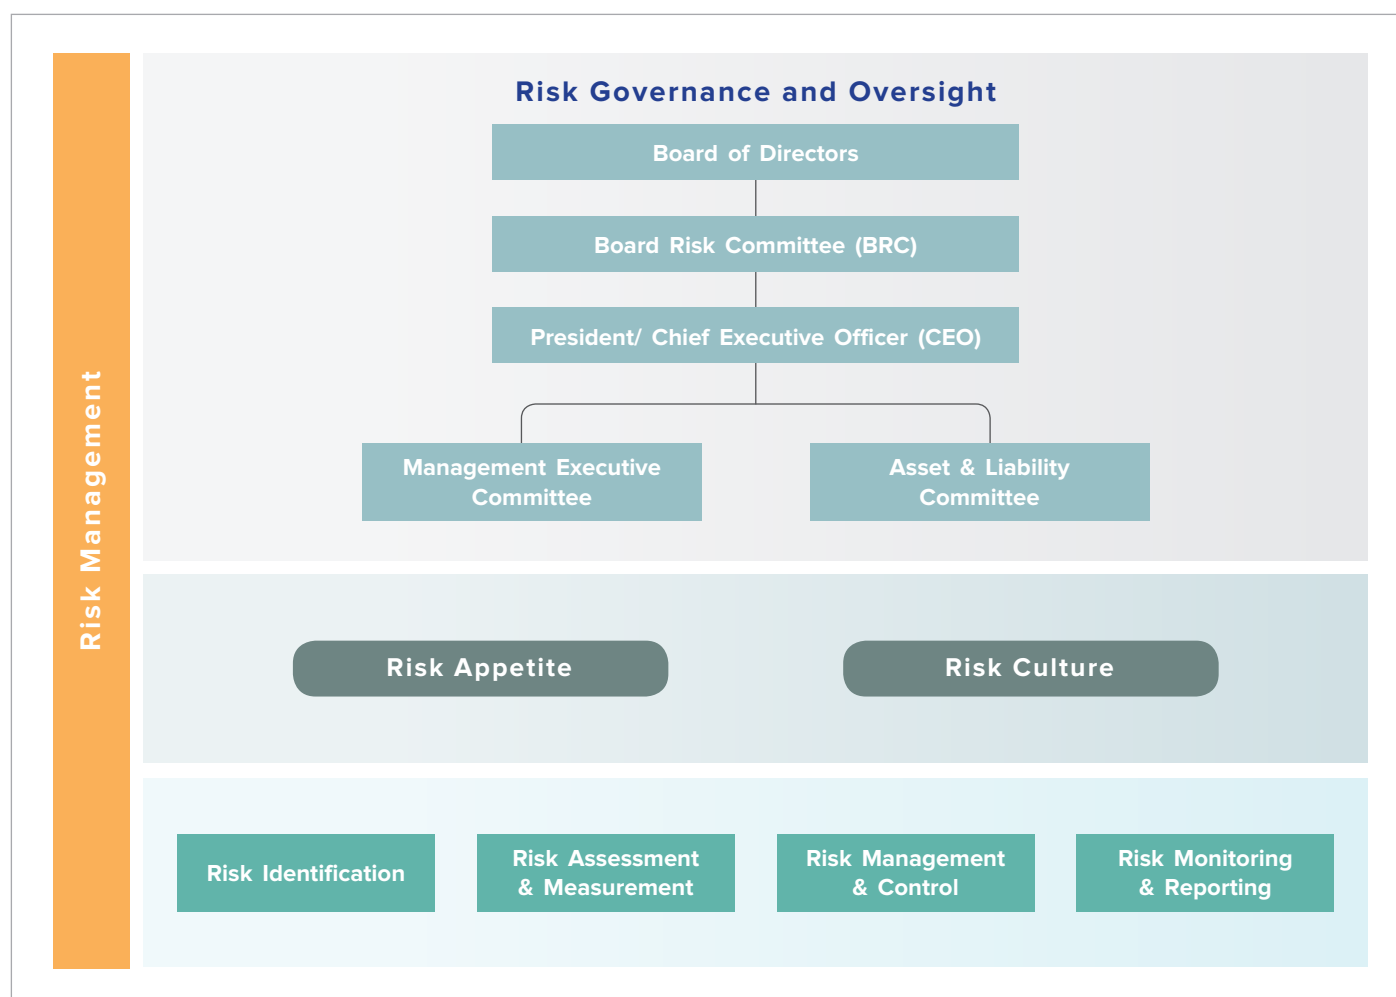 Risk Management
Risk Governance and Oversight
Board of Directors
Board Risk Committee (BRC)
President/ Chief Executive Officer (CEO)
Management Executive
Committee
Asset & Liability
Committee
Risk Appetite
Risk Culture
Risk Identification
Risk Assessment
& Measurement
Risk Management
& Control
Risk Monitoring
& Reporting